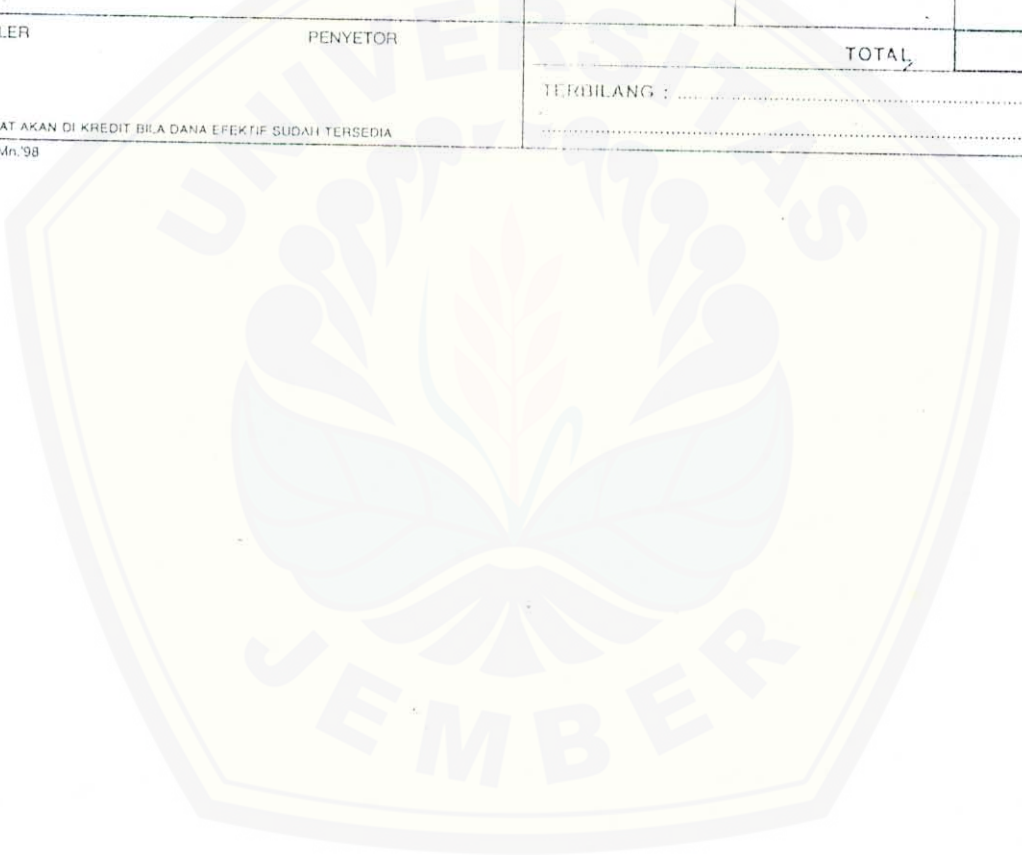 LER PENYETOR
TOTAL
TERBILANG : ........................................
AT AKAN DI KREDIT BILA DANA EFEKTIF SUDAH TERSEDIA
Mn.'98
UNIVERSITAS
JEMBER